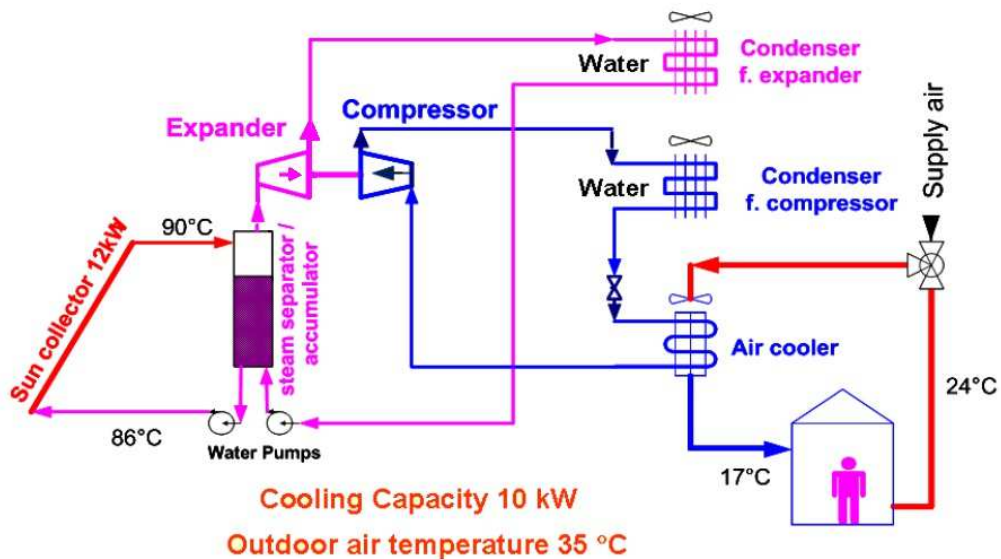 Condenser
f. expander
Water
Compressor
Expander
Supply air
Condenser
f. compressor
Water
90°C
Sun collector 12kW
steam separator /
accumulator
Air cooler
24°C
86°C
Water Pumps
17°C
Cooling Capacity 10 kW
Outdoor air temperature 35 °C